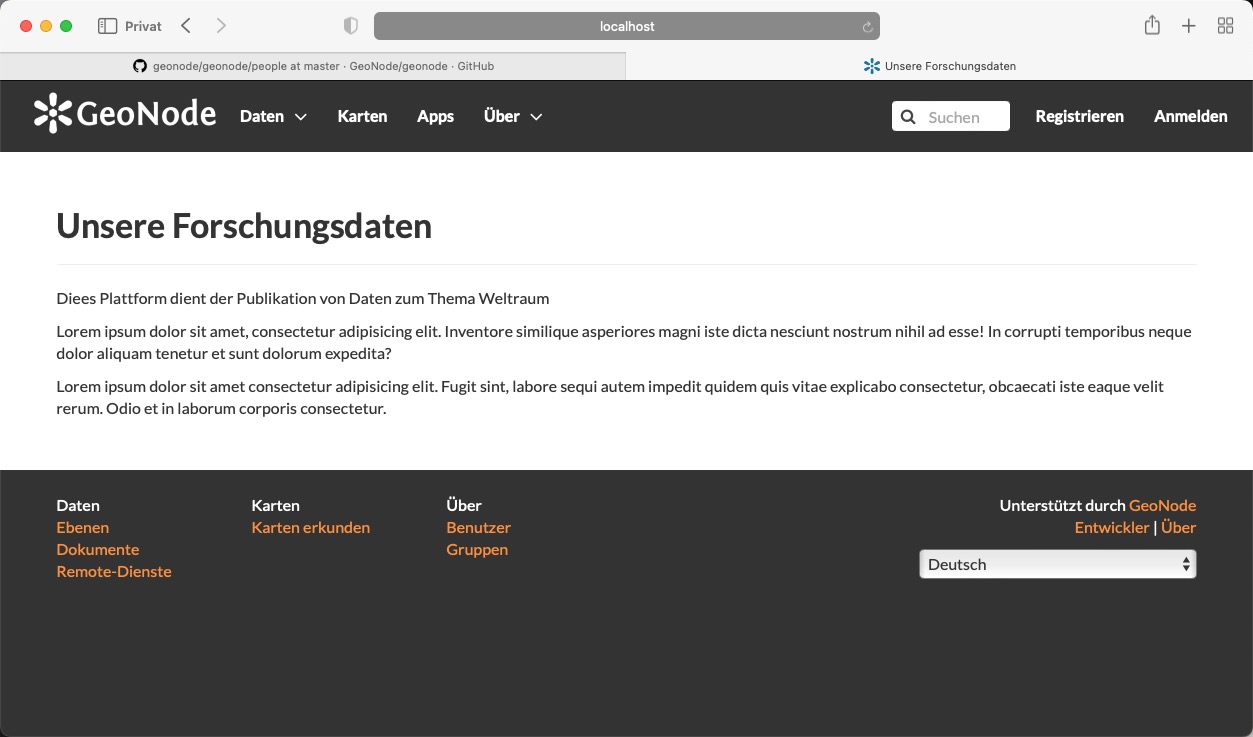 Privat
localhost
geonode/geonode/people at master · GeoNode/geonode · GitHub
Unsere Forschungsdaten
GeoNode
Daten
Karten
Apps
Über
Suchen
Registrieren
Anmelden
Unsere Forschungsdaten
Diees Plattform dient der Publikation von Daten zum Thema Weltraum
Lorem ipsum dolor sit amet, consectetur adipisicing elit. Inventore similique asperiores magni iste dicta nesciunt nostrum nihil ad esse! In corrupti temporibus neque
dolor aliquam tenetur et sunt dolorum expedita?
Lorem ipsum dolor sit amet consectetur adipisicing elit. Fugit sint, labore sequi autem impedit quidem quis vitae explicabo consectetur, obcaecati iste eaque velit
rerum. Odio et in laborum corporis consectetur.
Daten
Ebenen
Dokumente
Remote-Dienste
Karten
Karten erkunden
Über
Benutzer
Gruppen
Unterstützt durch GeoNode
Entwickler | Über
Deutsch